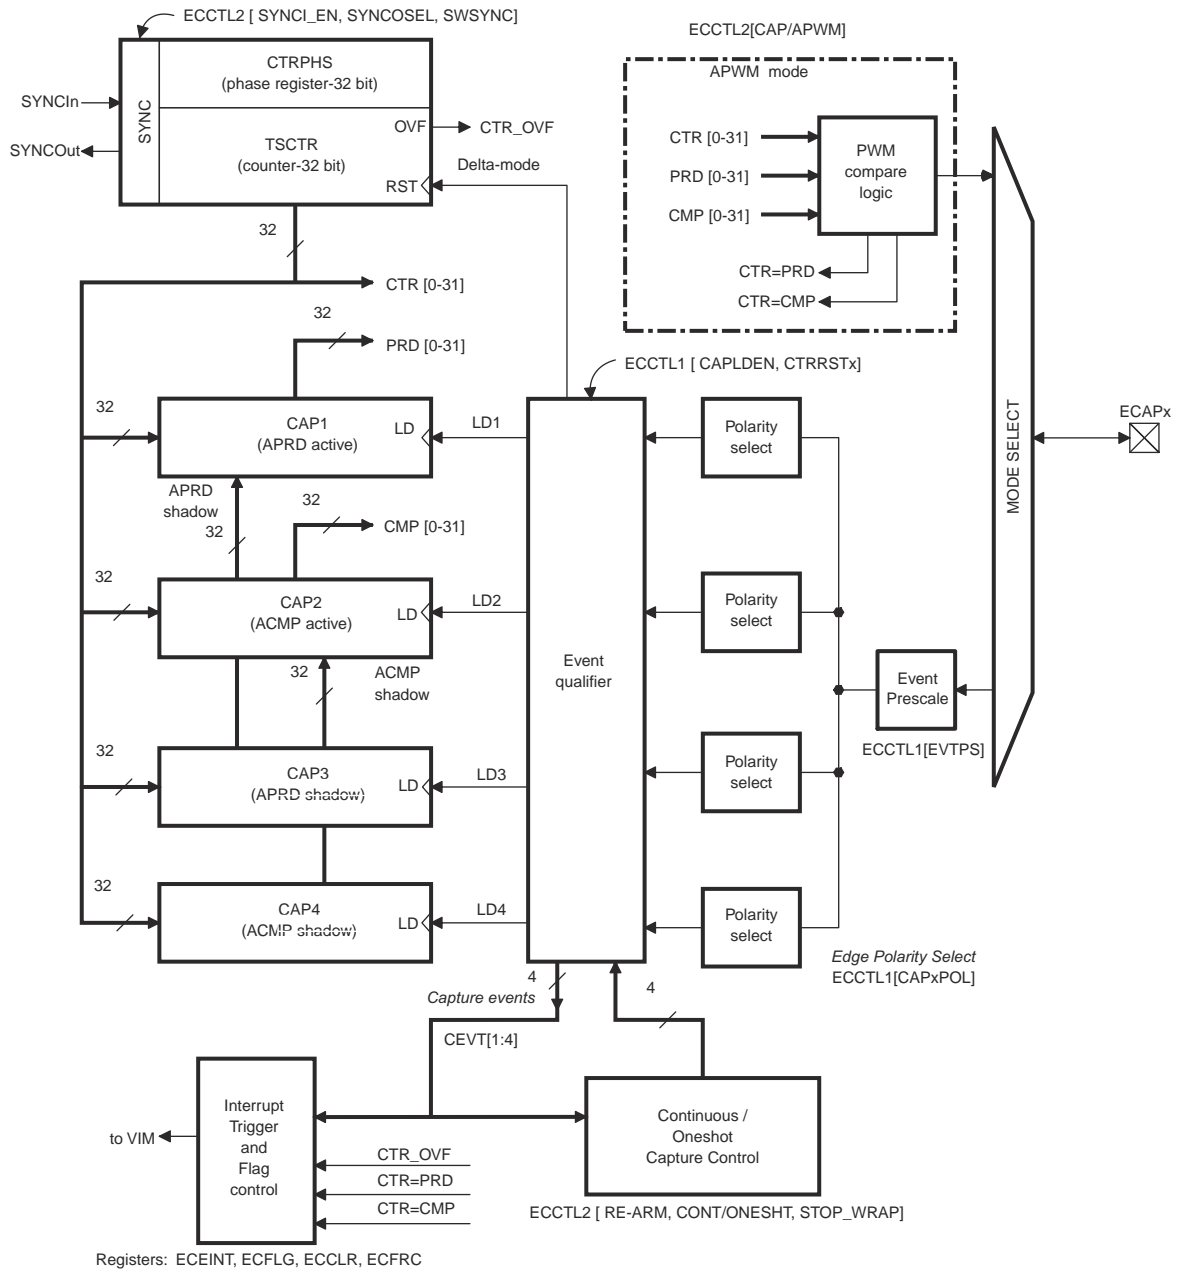 ECCTL2 [ SYNCI_EN, SYNCOSEL, SWSYNC]
ECCTL2[CAP/APWM]
CTRPHS
(phase register-32 bit)
APWM mode
SYNCIn
SYNC
OVF
CTR_OVF
CTR [0-31]
PWM
compare
logic
SYNCOut
TSCTR
(counter-32 bit)
Delta-mode
PRD [0-31]
RST
CMP [0-31]
32
CTR=PRD
CTR [0-31]
CTR=CMP
32
PRD [0-31]
ECCTL1 [ CAPLDEN, CTRRSTx]
32
CAP1
(APRD active)
LD
LD1
Polarity
select
MODE SELECT
ECAPx
APRD
shadow
32
32
CMP [0-31]
32
CAP2
(ACMP active)
LD
LD2
Polarity
select
Event
qualifier
32
ACMP
shadow
Event
Prescale
ECCTL1[EVTPS]
32
CAP3
(APRD shadow)
LD
LD3
Polarity
select
32
CAP4
(ACMP shadow)
LD
LD4
Polarity
select
Edge Polarity Select
ECCTL1[CAPxPOL]
4
4
Capture events
CEVT[1:4]
Interrupt
Trigger
and
Flag
control
to VIM
Continuous /
Oneshot
Capture Control
CTR_OVF
CTR=PRD
CTR=CMP
ECCTL2 [ RE-ARM, CONT/ONESHT, STOP_WRAP]
Registers: ECEINT, ECFLG, ECCLR, ECFRC